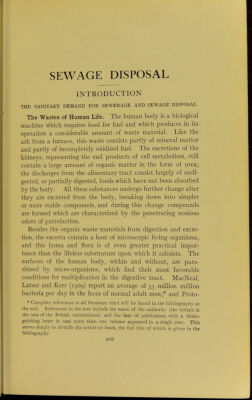 SEWAGE DISPOSAL
INTRODUCTION
THE SANITARY DEMAND FOR SEWERAGE AND SEWAGE DISPOSAL
The Wastes of Human Life. The human body is a biological
machine which requires food for fuel and which produces in its
operation a considerable amount of waste material. Like the
ash from a furnace, this waste consists partly of mineral matter
and partly of incompletely oxidized fuel. The excretions of the
kidneys, representing the end products of cell metabolism, still
contain a large amount of organic matter in the form of urea;
the discharges from the alimentary tract consist largely of undi-
gested, or partially digested, foods which have not been absorbed
by the body. All these substances undergo further change after
they are excreted from the body, breaking down into simpler
or more stable compounds, and during this change compounds
are formed which are characterized by the penetrating noxious
odors of putrefaction.
Besides the organic waste materials from digestion and excre-
tion, the excreta contain a host of microscopic living organisms,
and this fauna and flora is of even greater practical impor-
tance than the lifeless substratum upon which it subsists. The
surfaces of the human body, within and without, are para-
sitized by micro-organisms, which find their most favorable
conditions for multiplication in the digestive tract. MacNeal,
Latzer and Kerr (1909) report an average of 33 million million
bacteria per day in the feces of normal adult men;* and Proto-
* Complete references to all literature cited will be found in the bibliography at
the end. References in the text include the name of the authority (the initials in
the case of the British commissions) and the date of publication, with a distin-
guishing letter in case more than one volume appeared in a single year. This
serves simply to identify the article or book, the full title of which is given in the
bibliography.
xvii